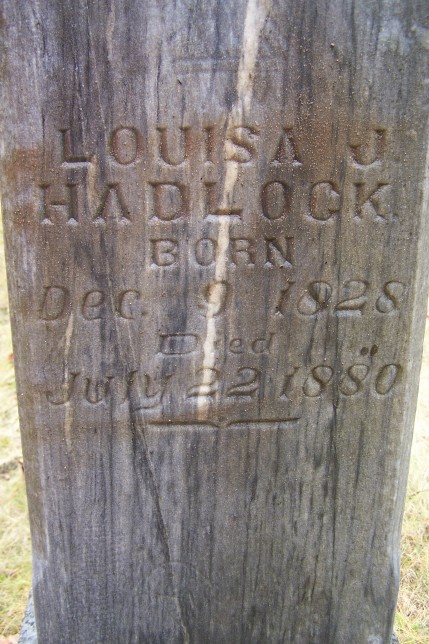 LOUISA J
HADLOCK
BORN
Dec. 9 1828
Died
July 22 1880